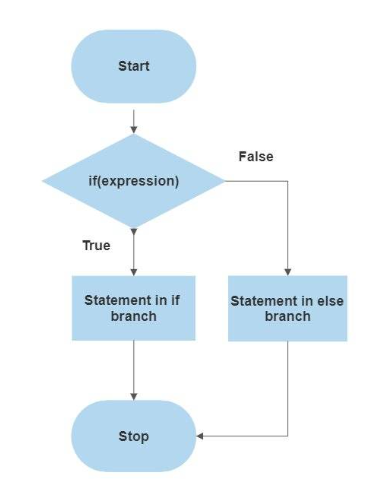 Start
if(expression)
False
True
Statement in if
branch
Statement in else
branch
Stop